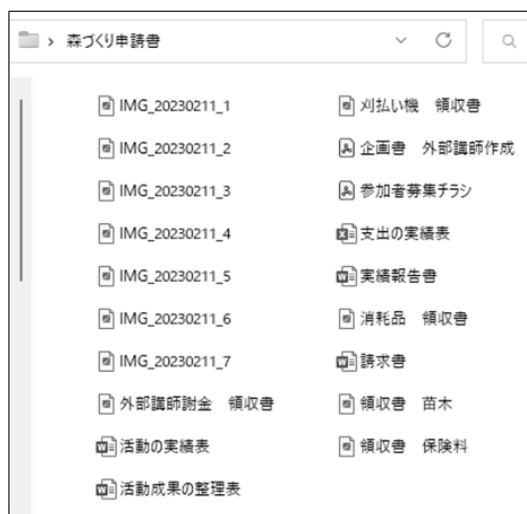 森づくり申請書
IMG_20230211_1
IMG_20230211_2
IMG_20230211_3
IMG_20230211_4
IMG_20230211_5
IMG_20230211_6
IMG_20230211_7
外部講師謝金　領収書
活動の実績表
活動成果の整理表
刈払い機　領収書
企画書　外部講師作成
参加者募集チラシ
支出の実績表
実績報告書
消耗品　領収書
請求書
領収書　苗木
領収書　保険料